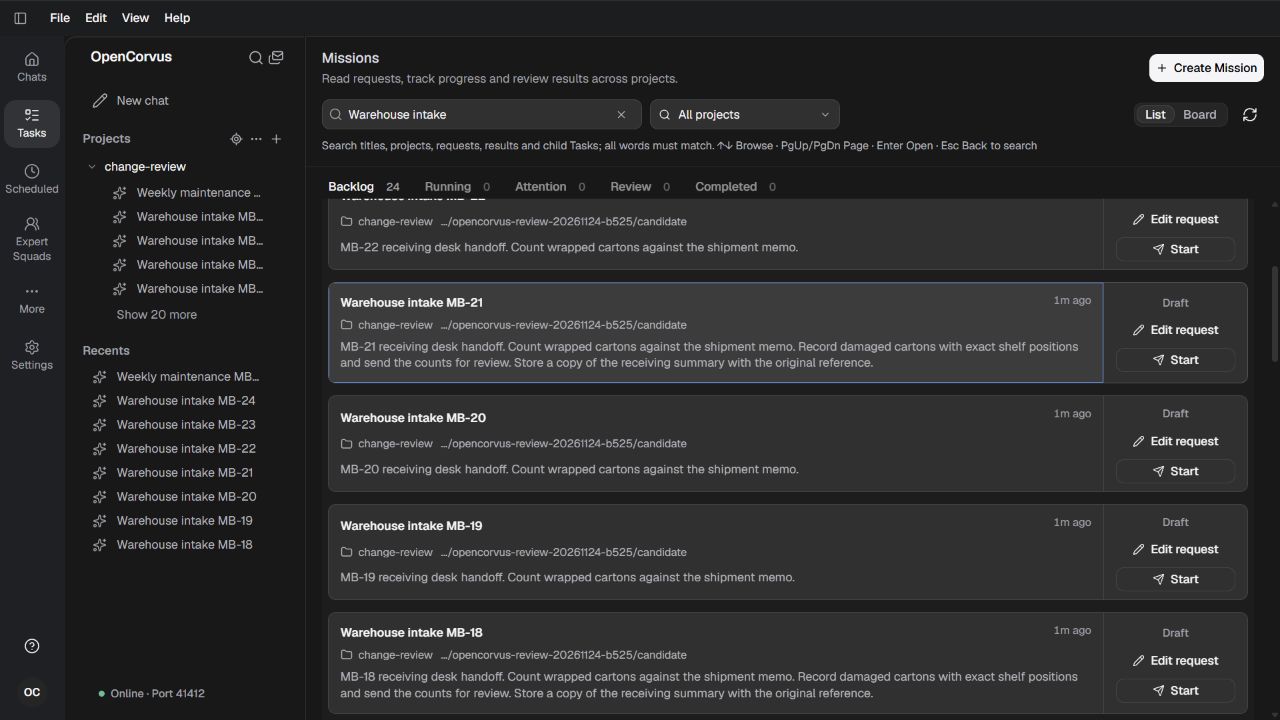 File Edit View Help
Chats
Tasks
Scheduled
Expert
Squads
More
Settings
OC
OpenCorvus
New chat
Projects
change-review
Weekly maintenance ...
Warehouse intake MB...
Warehouse intake MB...
Warehouse intake MB...
Warehouse intake MB...
Show 20 more
Recents
Weekly maintenance MB...
Warehouse intake MB-24
Warehouse intake MB-23
Warehouse intake MB-22
Warehouse intake MB-21
Warehouse intake MB-20
Warehouse intake MB-19
Warehouse intake MB-18
Online · Port 41412
Missions
Read requests, track progress and review results across projects.
Create Mission
Warehouse intake
All projects
List Board
Search titles, projects, requests, results and child Tasks; all words must match. ↑↓ Browse · PgUp/PgDn Page · Enter Open · Esc Back to search
Backlog 24 Running 0 Attention 0 Review 0 Completed 0
Warehouse intake MB-22
change-review .../opencorvus-review-20261124-b525/candidate
MB-22 receiving desk handoff. Count wrapped cartons against the shipment memo.
Edit request
Start
Warehouse intake MB-21
1m ago
change-review .../opencorvus-review-20261124-b525/candidate
MB-21 receiving desk handoff. Count wrapped cartons against the shipment memo. Record damaged cartons with exact shelf positions
and send the counts for review. Store a copy of the receiving summary with the original reference.
Draft
Edit request
Start
Warehouse intake MB-20
1m ago
change-review .../opencorvus-review-20261124-b525/candidate
MB-20 receiving desk handoff. Count wrapped cartons against the shipment memo.
Draft
Edit request
Start
Warehouse intake MB-19
1m ago
change-review .../opencorvus-review-20261124-b525/candidate
MB-19 receiving desk handoff. Count wrapped cartons against the shipment memo.
Draft
Edit request
Start
Warehouse intake MB-18
1m ago
change-review .../opencorvus-review-20261124-b525/candidate
MB-18 receiving desk handoff. Count wrapped cartons against the shipment memo. Record damaged cartons with exact shelf positions
and send the counts for review. Store a copy of the receiving summary with the original reference.
Draft
Edit request
Start